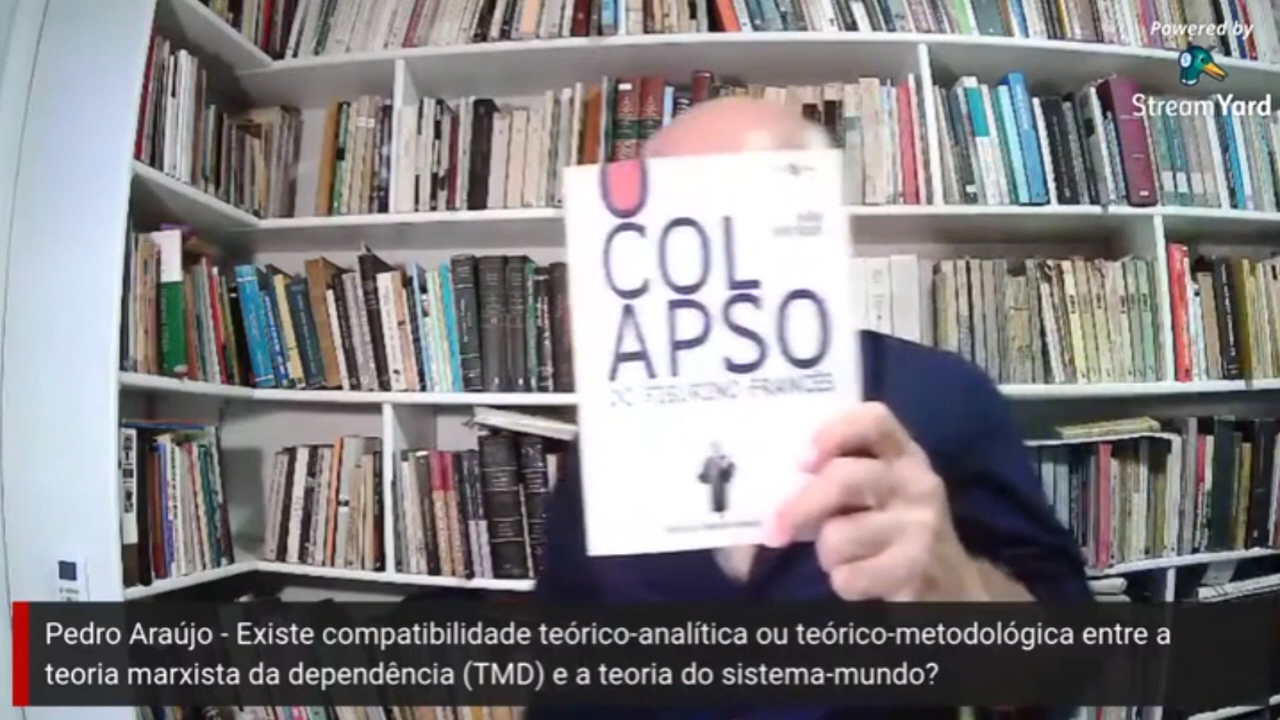 Powered by
StreamYard
O
COL
APSO
DO FIGURINO FRANCÊS
Pedro Araújo - Existe compatibilidade teórico-analítica ou teórico-metodológica entre a
teoria marxista da dependência (TMD) e a teoria do sistema-mundo?